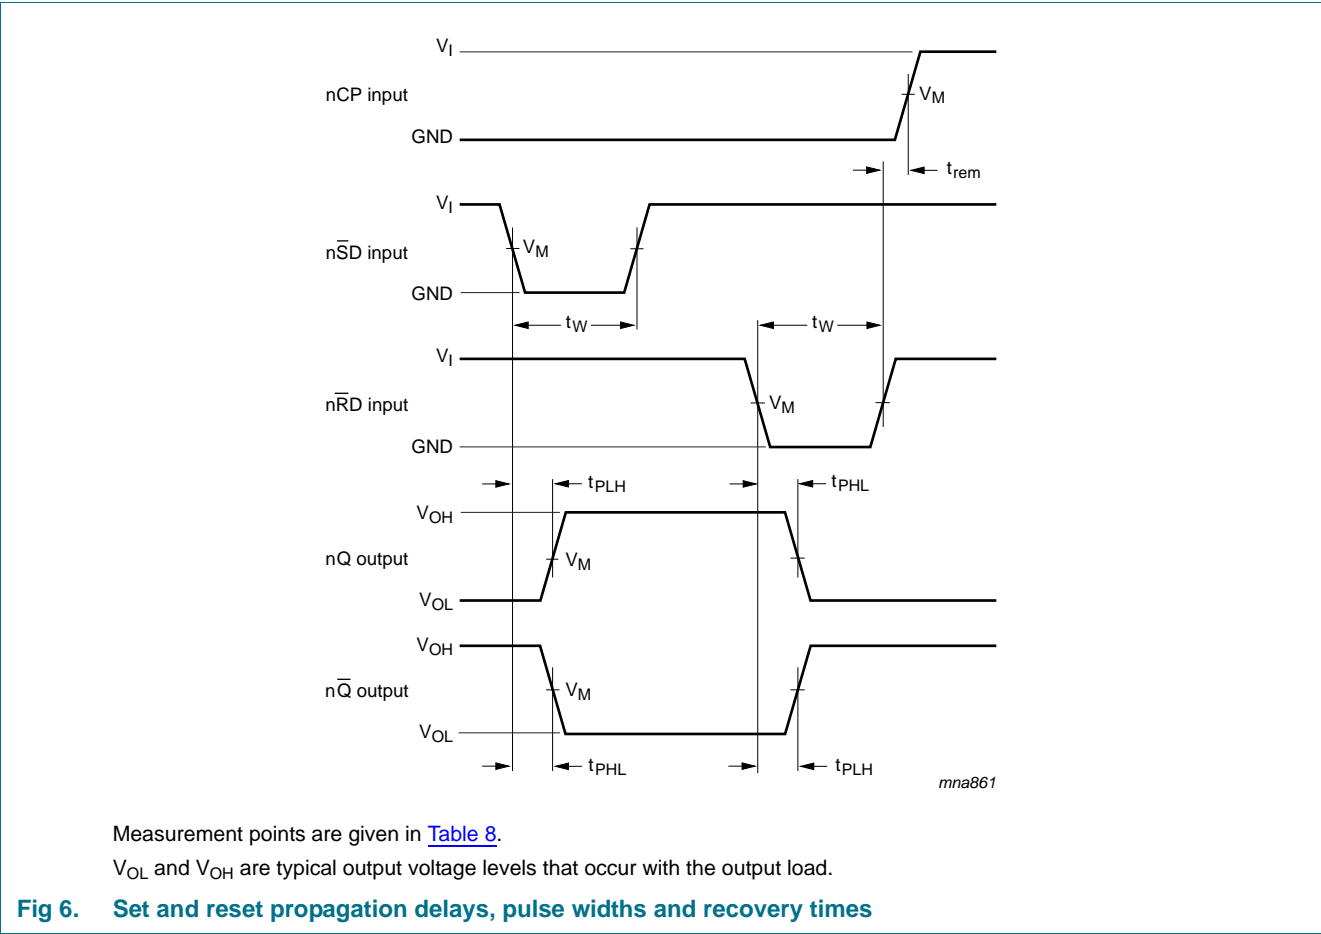 VI
nCP input
VM
GND
trem
VI
nS̅D input
VM
GND
tW
tW
VI
nR̅D input
VM
GND
tPLH
tPHL
VOH
nQ output
VM
VOL
VOH
nQ̅ output
VM
VOL
tPHL
tPLH
mna861
Measurement points are given in Table 8.
VOL and VOH are typical output voltage levels that occur with the output load.
Fig 6. Set and reset propagation delays, pulse widths and recovery times